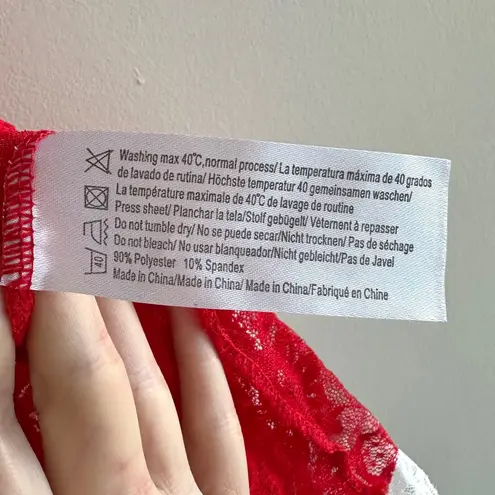 Washing max 40℃,normal process/ La temperatura máxima de 40 grados
de lavado de rutina/ Höchste temperatur 40 gemeinsamen waschen/
La température maximale de 40℃ de lavage de routine
Press sheet/ Planchar la tela/Stolf gebügelt/ Vêtement à repasser
Do not tumble dry/ No se puede secar/Nicht trocknen/ Pas de séchage
Do not bleach/ No usar blanqueador/Nicht gebleicht/Pas de Javel
40
90% Polyester 10% Spandex
Made in China/Made in China/ Made in China/Fabriqué en Chine